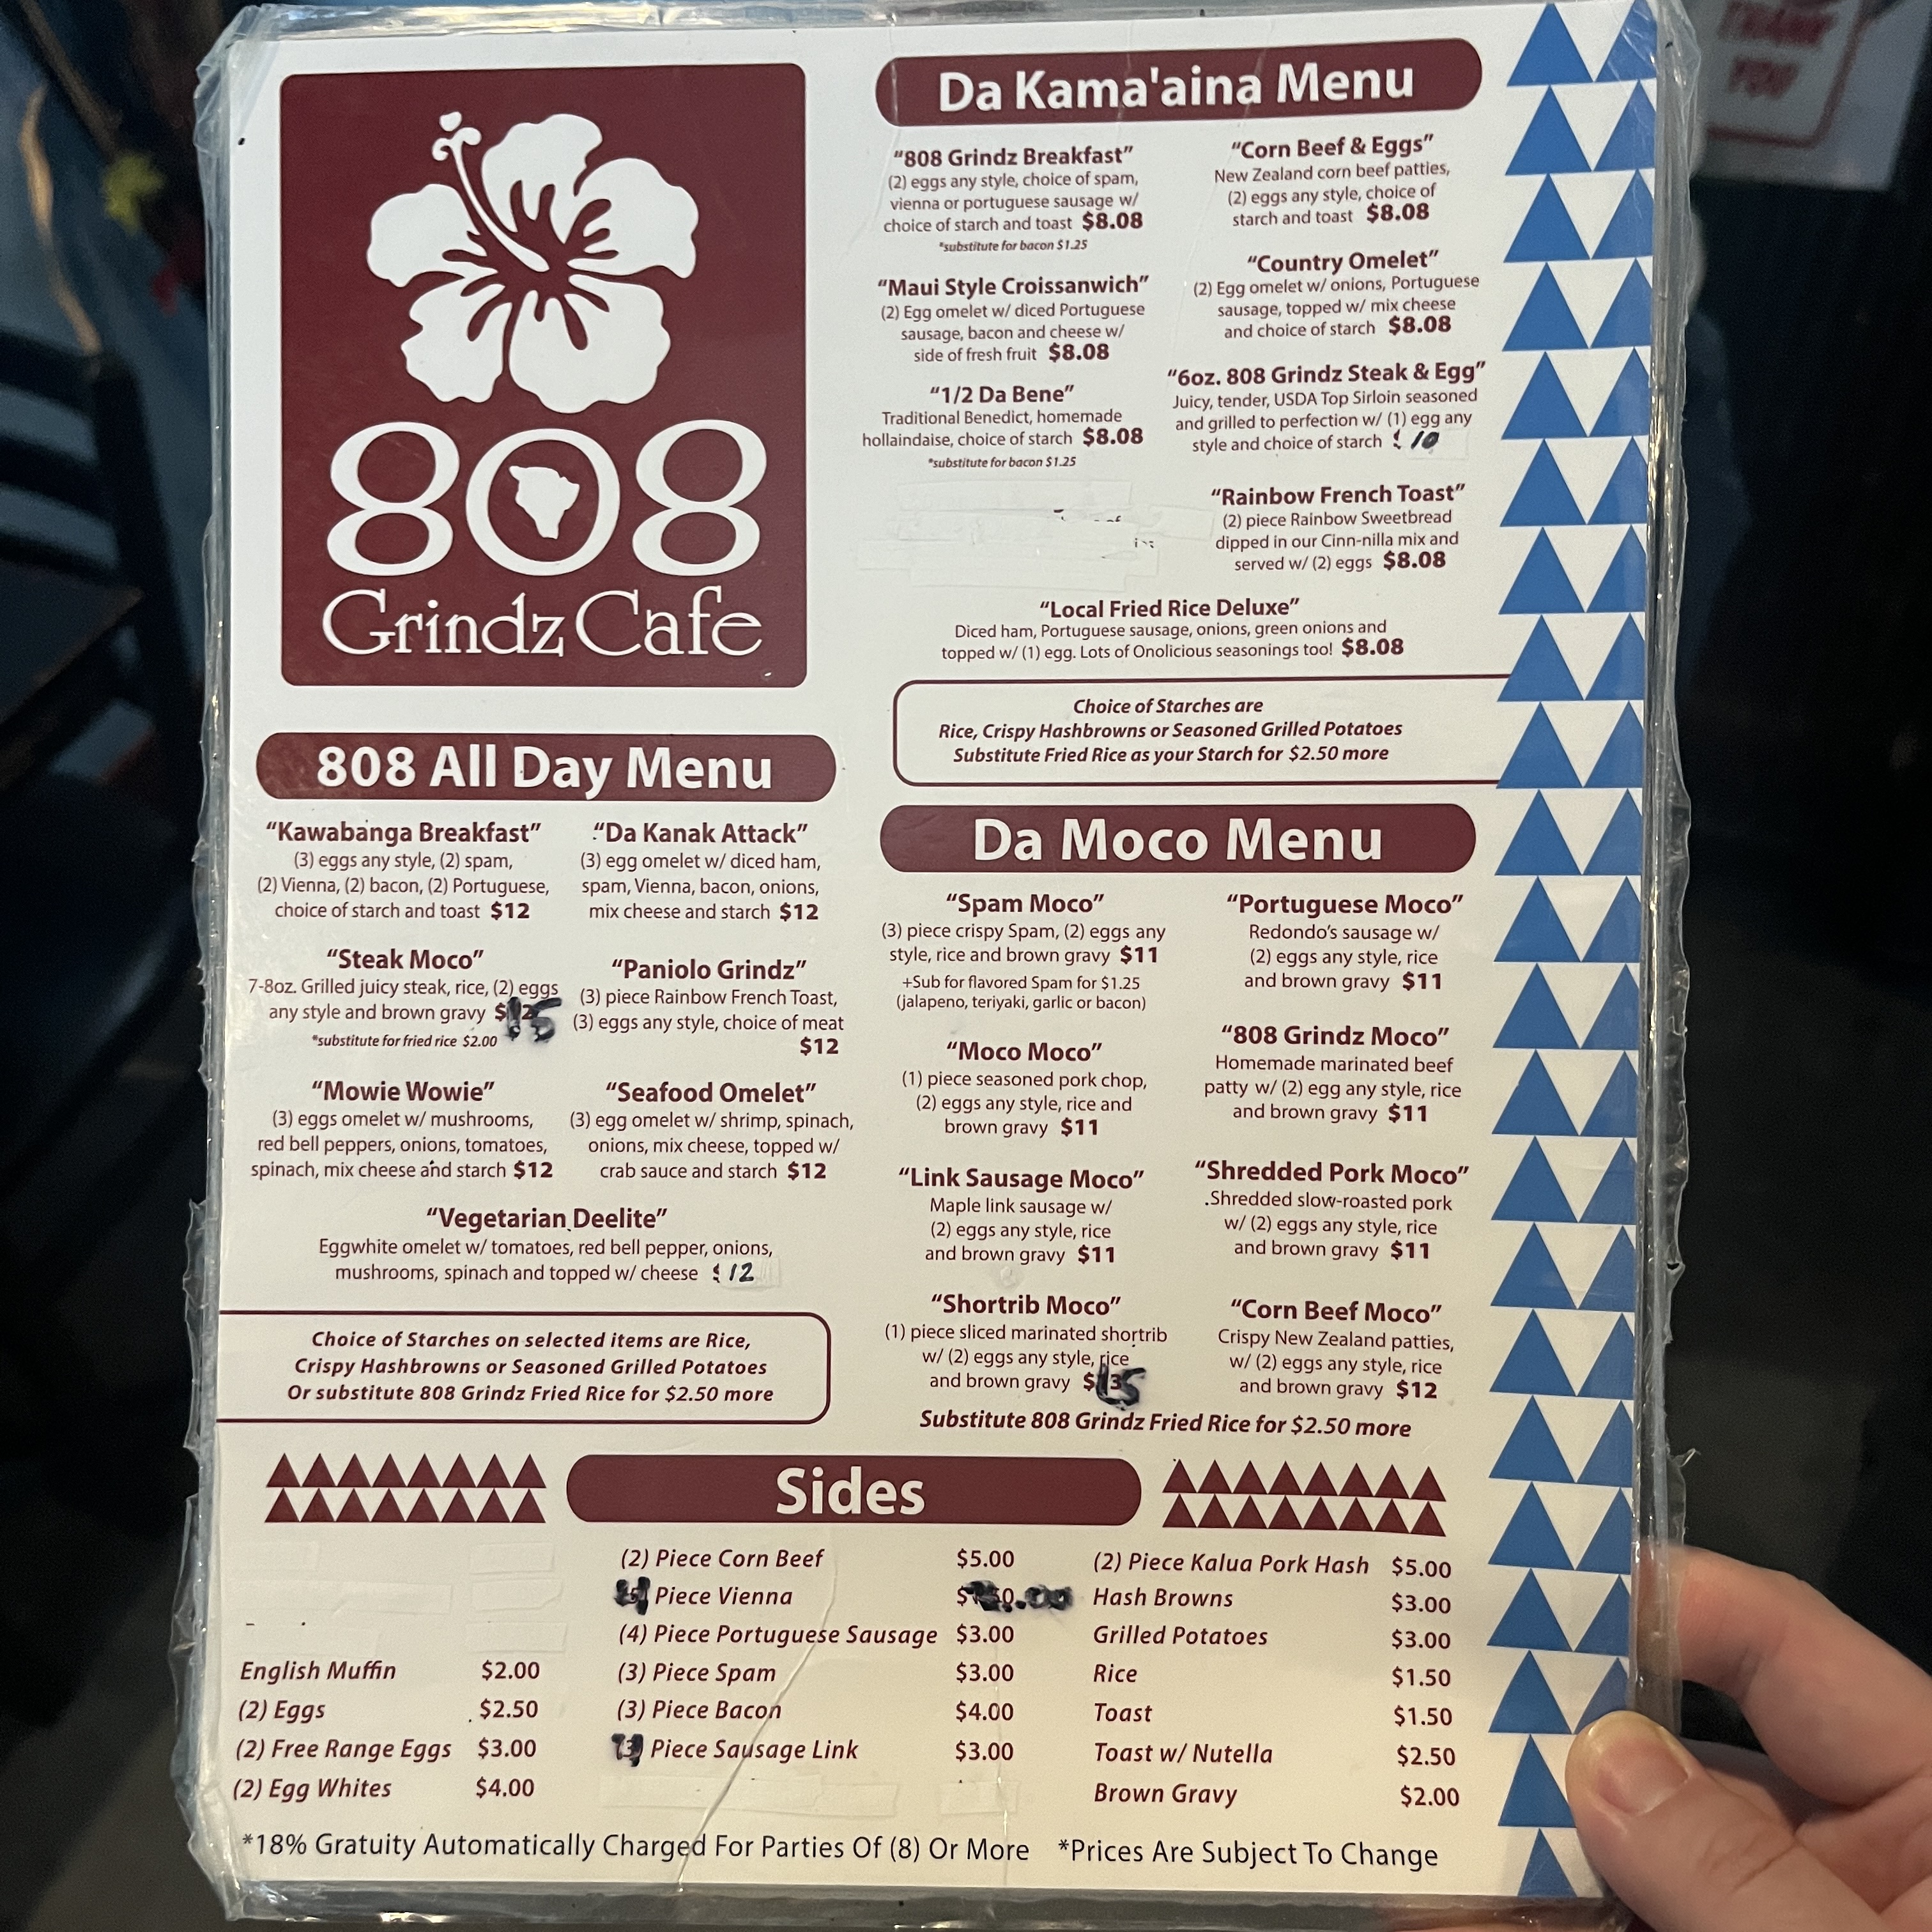 THANK
YOU
808
Grindz Cafe
Da Kama'aina Menu
"808 Grindz Breakfast"
(2) eggs any style, choice of spam,
vienna or portuguese sausage w/
choice of starch and toast $8.08
*substitute for bacon $1.25
"Maui Style Croissanwich"
(2) Egg omelet w/ diced Portuguese
sausage, bacon and cheese w/
side of fresh fruit $8.08
"1/2 Da Bene"
Traditional Benedict, homemade
hollaindaise, choice of starch $8.08
*substitute for bacon $1.25
"Corn Beef & Eggs"
New Zealand corn beef patties,
(2) eggs any style, choice of
starch and toast $8.08
"Country Omelet"
(2) Egg omelet w/ onions, Portuguese
sausage, topped w/ mix cheese
and choice of starch $8.08
"6oz. 808 Grindz Steak & Egg"
Juicy, tender, USDA Top Sirloin seasoned
and grilled to perfection w/ (1) egg any
style and choice of starch $ 10
"Rainbow French Toast"
(2) piece Rainbow Sweetbread
dipped in our Cinn-nilla mix and
served w/ (2) eggs $8.08
"Local Fried Rice Deluxe"
Diced ham, Portuguese sausage, onions, green onions and
topped w/ (1) egg. Lots of Onolicious seasonings too! $8.08
Choice of Starches are
Rice, Crispy Hashbrowns or Seasoned Grilled Potatoes
Substitute Fried Rice as your Starch for $2.50 more
808 All Day Menu
"Kawabanga Breakfast"
(3) eggs any style, (2) spam,
(2) Vienna, (2) bacon, (2) Portuguese,
choice of starch and toast $12
"Steak Moco"
7-8oz. Grilled juicy steak, rice, (2) eggs
any style and brown gravy $15
*substitute for fried rice $2.00
"Mowie Wowie"
(3) eggs omelet w/ mushrooms,
red bell peppers, onions, tomatoes,
spinach, mix cheese and starch $12
"Da Kanak Attack"
(3) egg omelet w/ diced ham,
spam, Vienna, bacon, onions,
mix cheese and starch $12
"Paniolo Grindz"
(3) piece Rainbow French Toast,
(3) eggs any style, choice of meat
$12
"Seafood Omelet"
(3) egg omelet w/ shrimp, spinach,
onions, mix cheese, topped w/
crab sauce and starch $12
"Vegetarian Deelite"
Eggwhite omelet w/ tomatoes, red bell pepper, onions,
mushrooms, spinach and topped w/ cheese $12
Choice of Starches on selected items are Rice,
Crispy Hashbrowns or Seasoned Grilled Potatoes
Or substitute 808 Grindz Fried Rice for $2.50 more
Da Moco Menu
"Spam Moco"
(3) piece crispy Spam, (2) eggs any
style, rice and brown gravy $11
+Sub for flavored Spam for $1.25
(jalapeno, teriyaki, garlic or bacon)
"Moco Moco"
(1) piece seasoned pork chop,
(2) eggs any style, rice and
brown gravy $11
"Link Sausage Moco"
Maple link sausage w/
(2) eggs any style, rice
and brown gravy $11
"Shortrib Moco"
(1) piece sliced marinated shortrib
w/ (2) eggs any style, rice
and brown gravy $15
"Portuguese Moco"
Redondo's sausage w/
(2) eggs any style, rice
and brown gravy $11
"808 Grindz Moco"
Homemade marinated beef
patty w/ (2) egg any style, rice
and brown gravy $11
"Shredded Pork Moco"
Shredded slow-roasted pork
w/ (2) eggs any style, rice
and brown gravy $11
"Corn Beef Moco"
Crispy New Zealand patties,
w/ (2) eggs any style, rice
and brown gravy $12
Substitute 808 Grindz Fried Rice for $2.50 more
Sides
English Muffin $2.00
(2) Eggs $2.50
(2) Free Range Eggs $3.00
(2) Egg Whites $4.00
(2) Piece Corn Beef $5.00
Piece Vienna
(4) Piece Portuguese Sausage $3.00
(3) Piece Spam $3.00
(3) Piece Bacon $4.00
Piece Sausage Link $3.00
(2) Piece Kalua Pork Hash $5.00
Hash Browns $3.00
Grilled Potatoes $3.00
Rice $1.50
Toast $1.50
Toast w/ Nutella $2.50
Brown Gravy $2.00
*18% Gratuity Automatically Charged For Parties Of (8) Or More *Prices Are Subject To Change